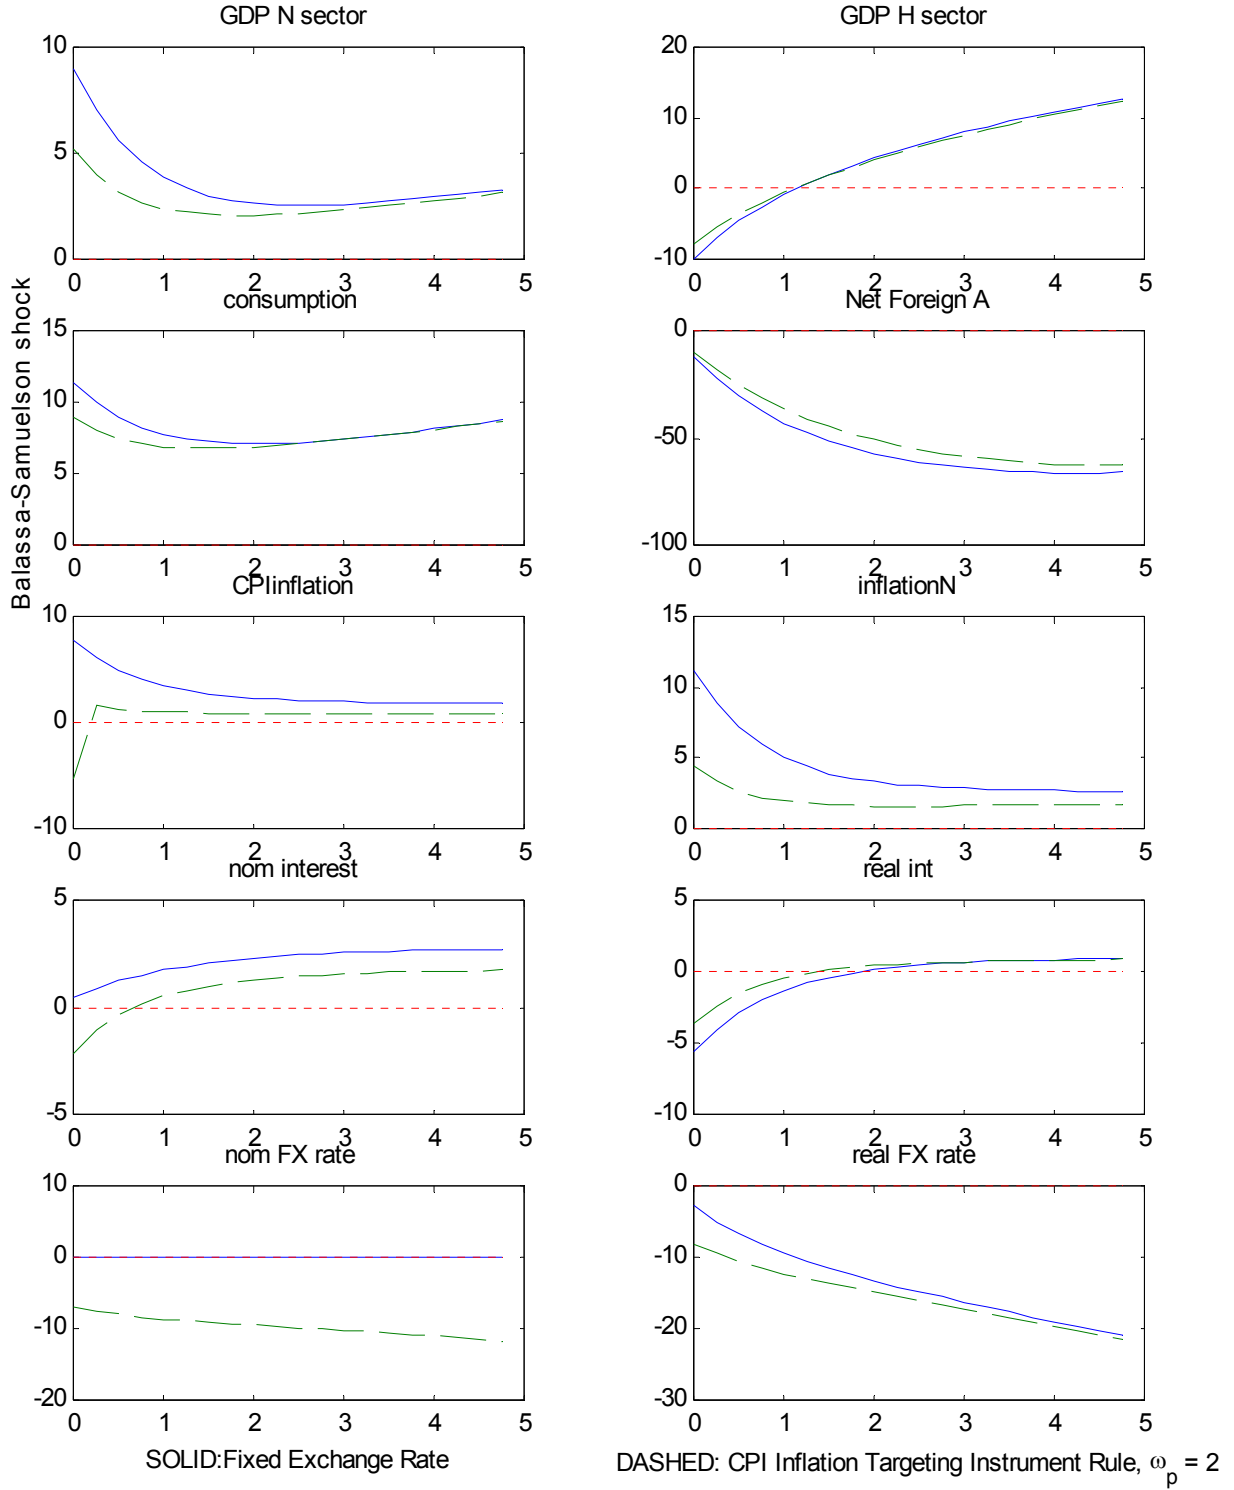 GDP N sector
GDP H sector
10
5
0
0 1 2 3 4 5
20
10
0
-10
0 1 2 3 4 5
Balassa-Samuelson shock
consumption
Net Foreign A
15
10
5
0
0 1 2 3 4 5
0
-50
-100
0 1 2 3 4 5
CPIinflation
inflationN
10
0
-10
0 1 2 3 4 5
15
10
5
0
0 1 2 3 4 5
nom interest
real int
5
0
-5
0 1 2 3 4 5
5
0
-5
-10
0 1 2 3 4 5
nom FX rate
real FX rate
10
0
-10
-20
0 1 2 3 4 5
0
-10
-20
-30
0 1 2 3 4 5
SOLID:Fixed Exchange Rate
DASHED: CPI Inflation Targeting Instrument Rule, ω_p = 2